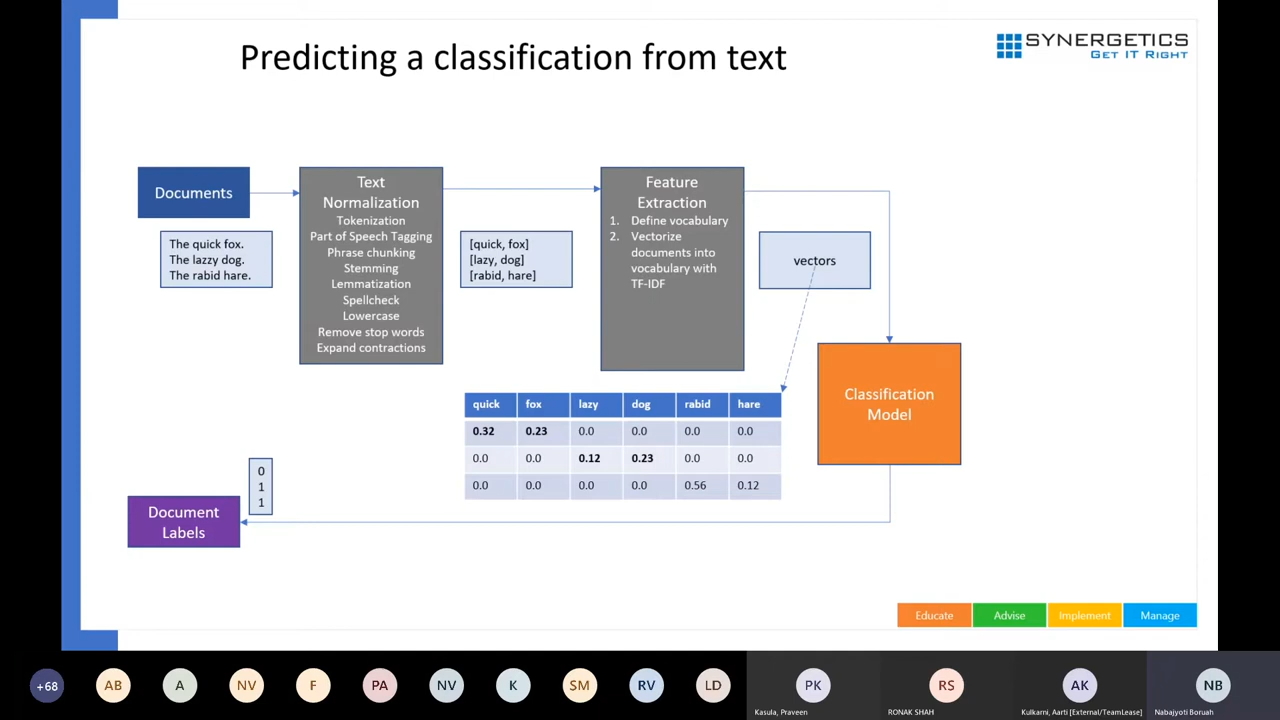 Predicting a classification from text
SYNERGETICS
GET IT RIGHT
Documents
The quick fox.
The lazzy dog.
The rabid hare.
Text
Normalization
Tokenization
Part of Speech Tagging
Phrase chunking
Stemming
Lemmatization
Spellcheck
Lowercase
Remove stop words
Expand contractions
[quick, fox]
[lazy, dog]
[rabid, hare]
Feature
Extraction
1. Define vocabulary
2. Vectorize
documents into
vocabulary with
TF-IDF
vectors
Classification
Model
quick fox lazy dog rabid hare
0.32 0.23 0.0 0.0 0.0 0.0
0.0 0.0 0.12 0.23 0.0 0.0
0.0 0.0 0.0 0.0 0.56 0.12
0
1
1
Document
Labels
Educate Advise Implement Manage
+68 AB A NV F PA NV K SM RV LD PK RS AK NB
Kasula, Praveen RONAK SHAH Kulkarni, Aarti [External/TeamLease] Nabajyoti Boruah